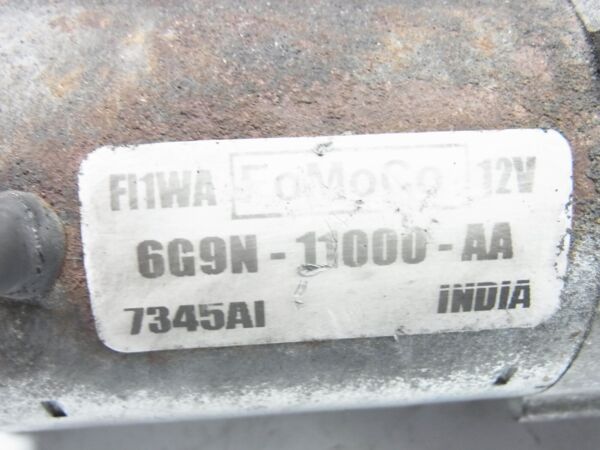 FI1WA FoMoCo 12V
6G9N - 11000 - AA
7345AI INDIA